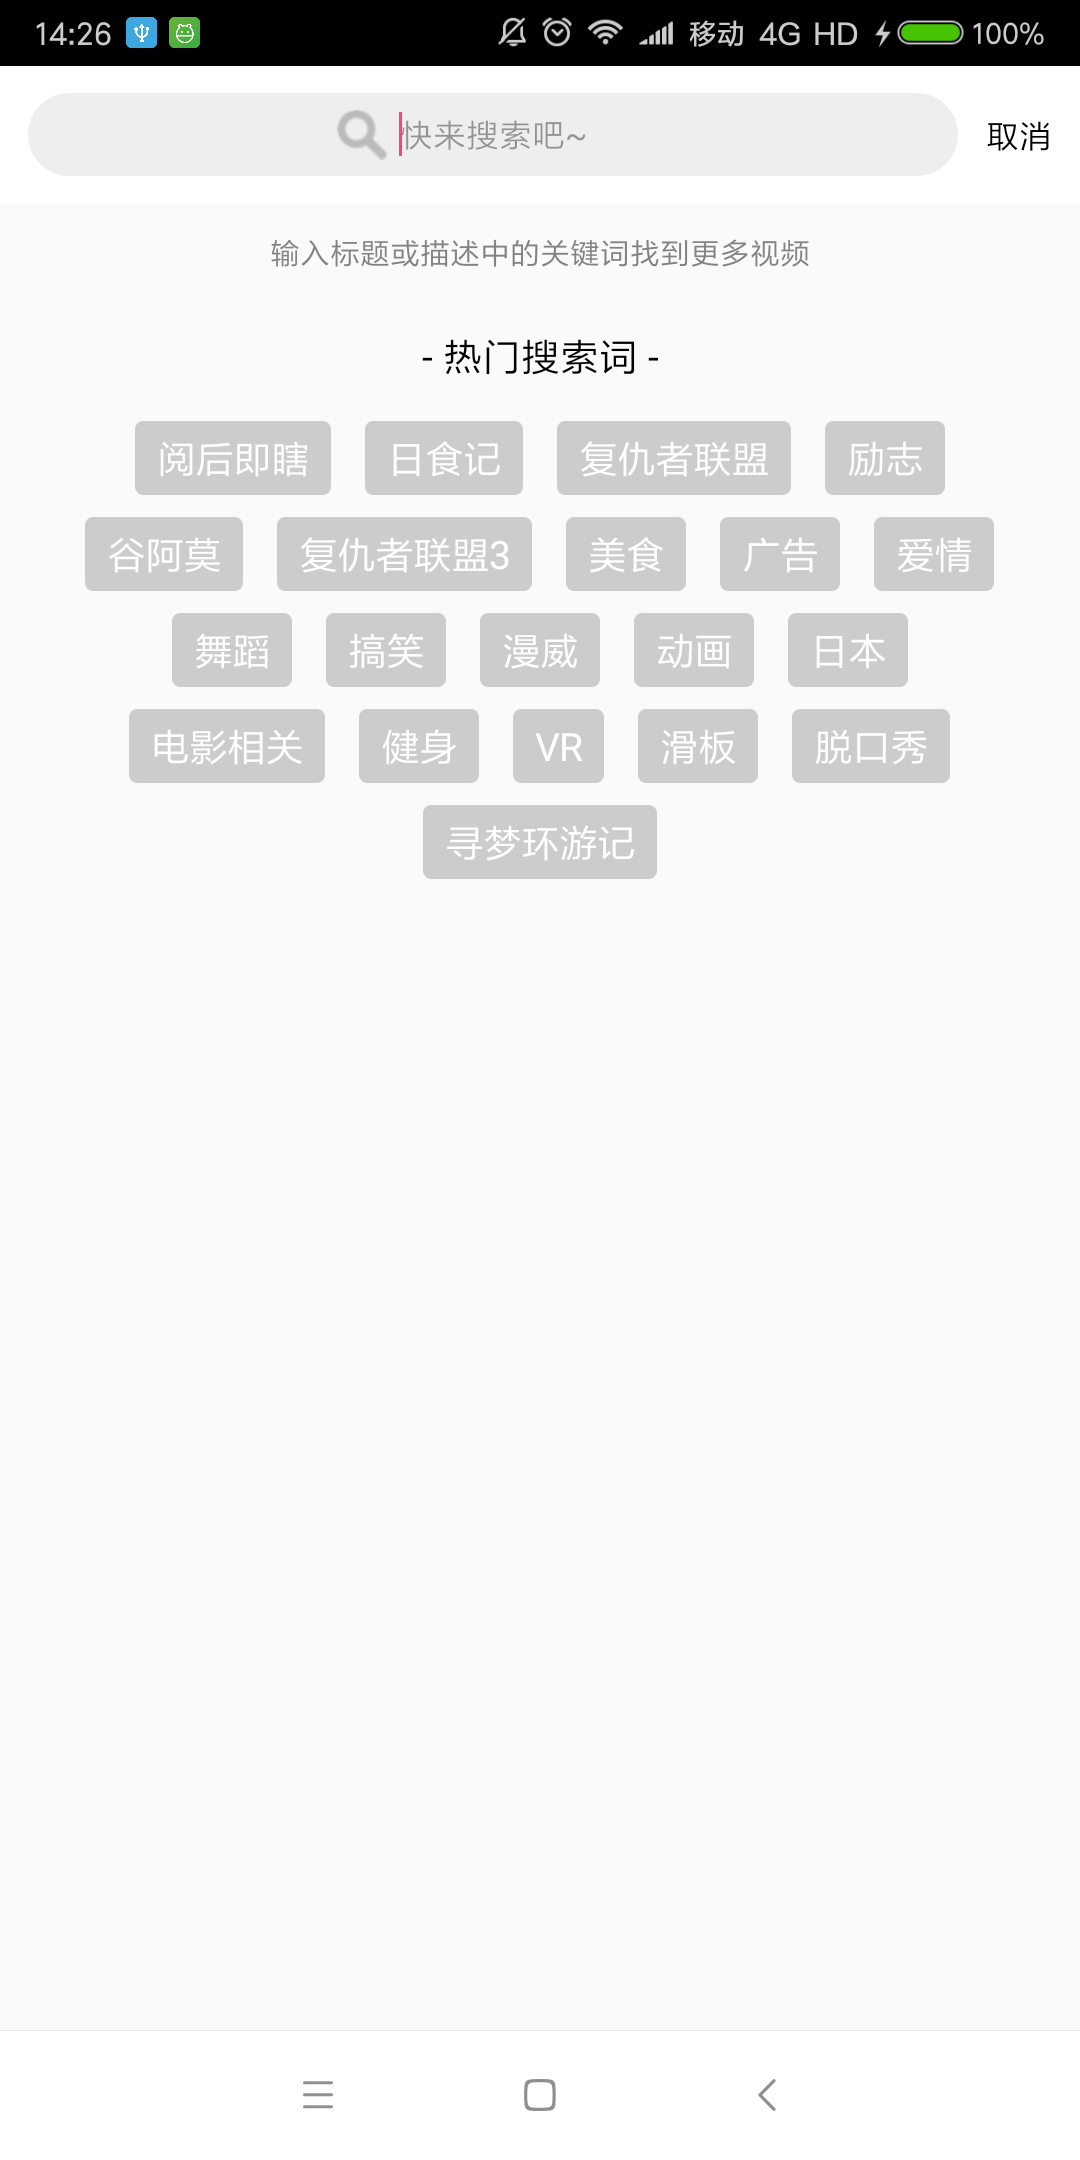 14:26 移动 4G HD 100%
快来搜索吧~ 取消
输入标题或描述中的关键词找到更多视频
- 热门搜索词 -
阅后即瞎 日食记 复仇者联盟 励志
谷阿莫 复仇者联盟3 美食 广告 爱情
舞蹈 搞笑 漫威 动画 日本
电影相关 健身 VR 滑板 脱口秀
寻梦环游记